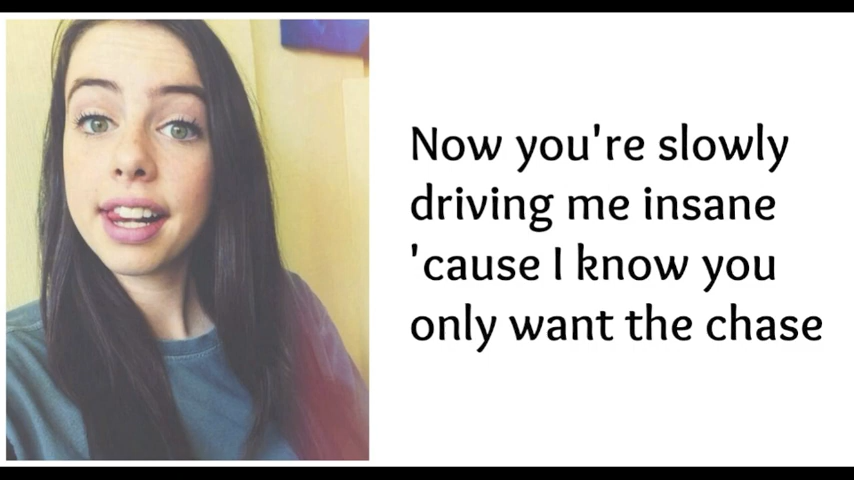 Now you're slowly
driving me insane
'cause I know you
only want the chase